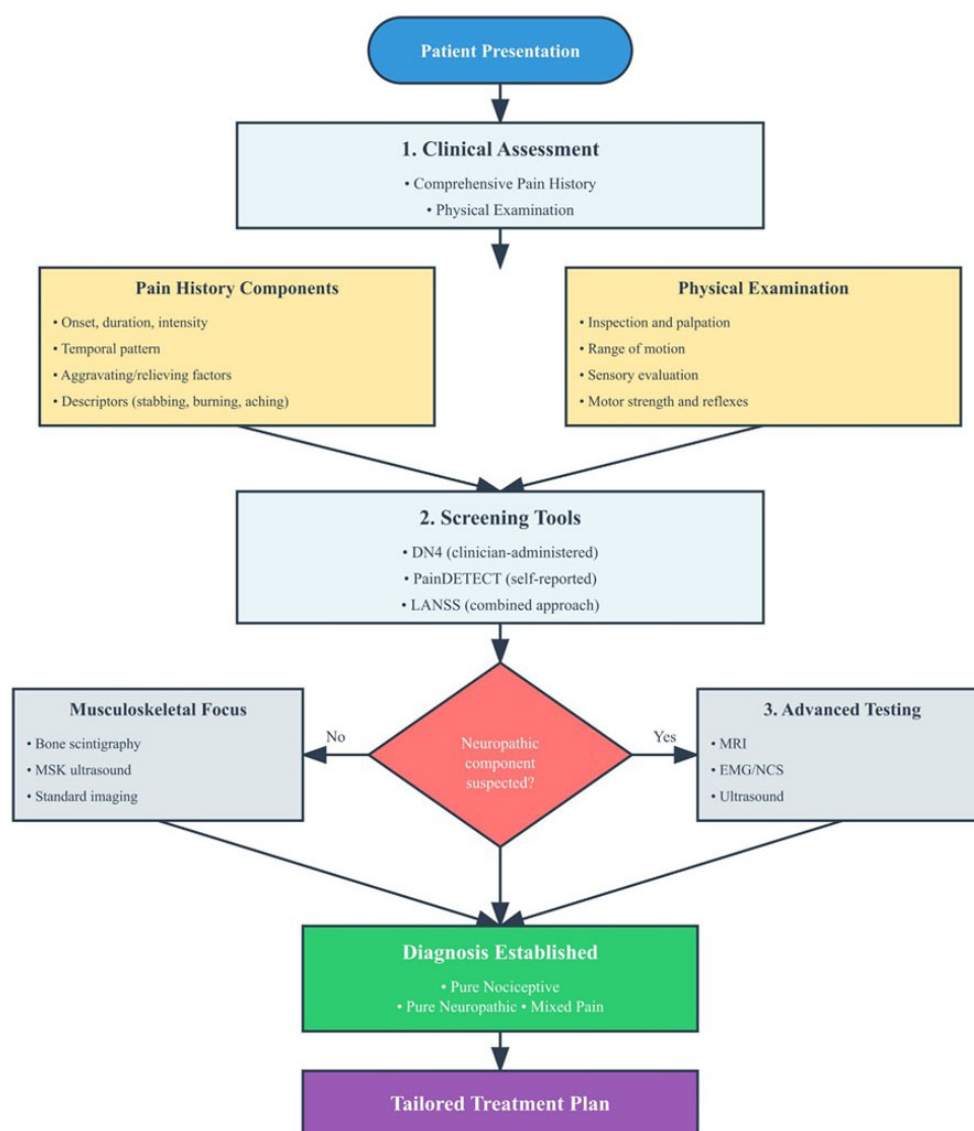 Patient Presentation
1. Clinical Assessment
• Comprehensive Pain History
• Physical Examination
Pain History Components
• Onset, duration, intensity
• Temporal pattern
• Aggravating/relieving factors
• Descriptors (stabbing, burning, aching)
Physical Examination
• Inspection and palpation
• Range of motion
• Sensory evaluation
• Motor strength and reflexes
2. Screening Tools
• DN4 (clinician-administered)
• PainDETECT (self-reported)
• LANSS (combined approach)
Musculoskeletal Focus
• Bone scintigraphy
• MSK ultrasound
• Standard imaging
No
Neuropathic
component
suspected?
Yes
3. Advanced Testing
• MRI
• EMG/NCS
• Ultrasound
Diagnosis Established
• Pure Nociceptive
• Pure Neuropathic • Mixed Pain
Tailored Treatment Plan